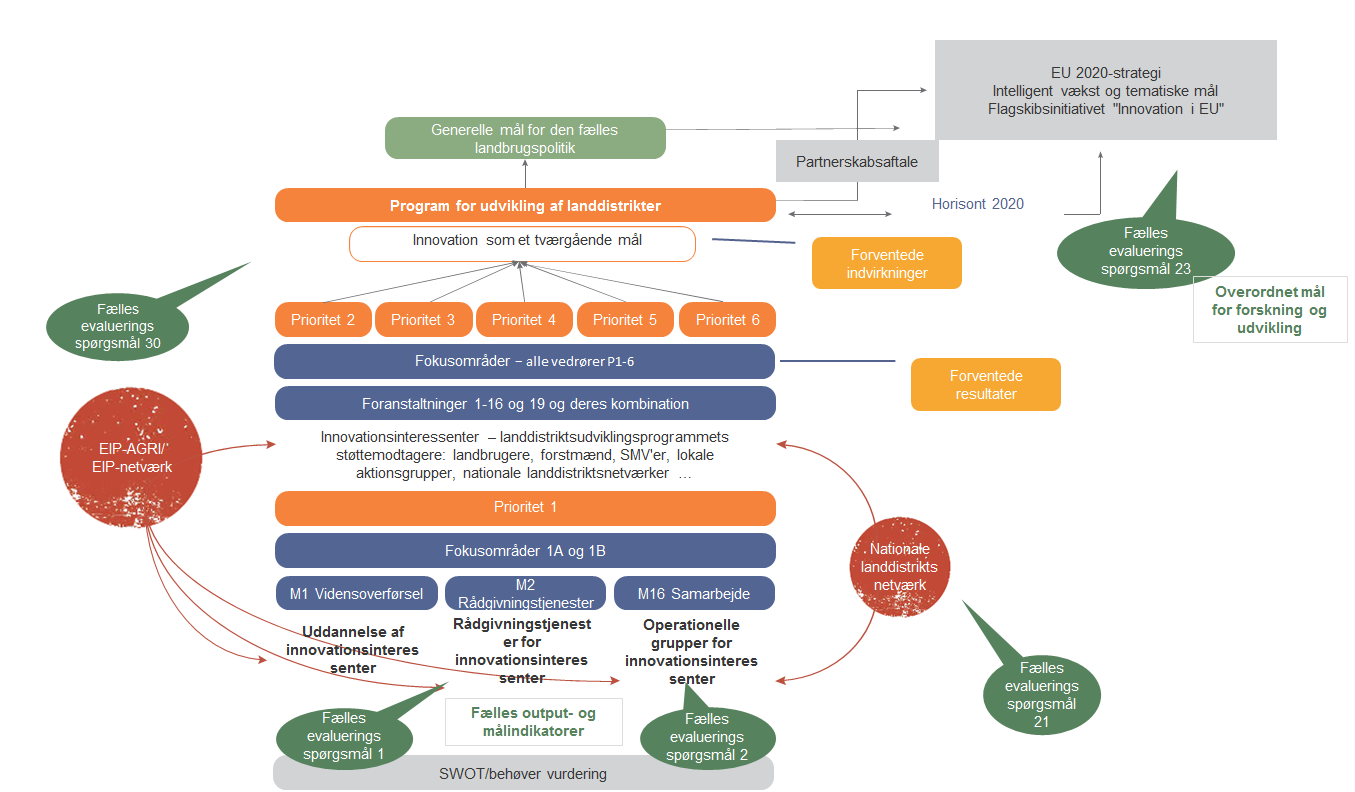 EU 2020-strategi
Intelligent vækst og tematiske mål
Flagskibsinitiativet "Innovation i EU"
Generelle mål for den fælles
landbrugspolitik
Partnerskabsaftale
Program for udvikling af landdistrikter
Horisont 2020
Innovation som et tværgående mål
Forventede
indvirkninger
Fælles
evaluerings
spørgsmål 23
Overordnet mål
for forskning og
udvikling
Fælles
evaluerings
spørgsmål 30
Prioritet 2
Prioritet 3
Prioritet 4
Prioritet 5
Prioritet 6
Fokusområder – alle vedrører P1-6
Forventede
resultater
Foranstaltninger 1-16 og 19 og deres kombination
EIP-AGRI/
EIP-netværk
Innovationsinteressenter – landdistriktsudviklingsprogrammets
støttemodtagere: landbrugere, forstmænd, SMV'er, lokale
aktionsgrupper, nationale landdistriktsnetværker …
Prioritet 1
Fokusområder 1A og 1B
Nationale
landdistrikts
netværk
M1 Vidensoverførsel
M2
Rådgivningstjenester
M16 Samarbejde
Uddannelse af
innovationsinteres
senter
Rådgivningstjenest
er for
innovationsinteres
senter
Operationelle
grupper for
innovationsinteres
senter
Fælles
evaluerings
spørgsmål
21
Fælles
evaluerings
spørgsmål 1
Fælles output- og
målindikatorer
Fælles
evaluerings
spørgsmål 2
SWOT/behøver vurdering